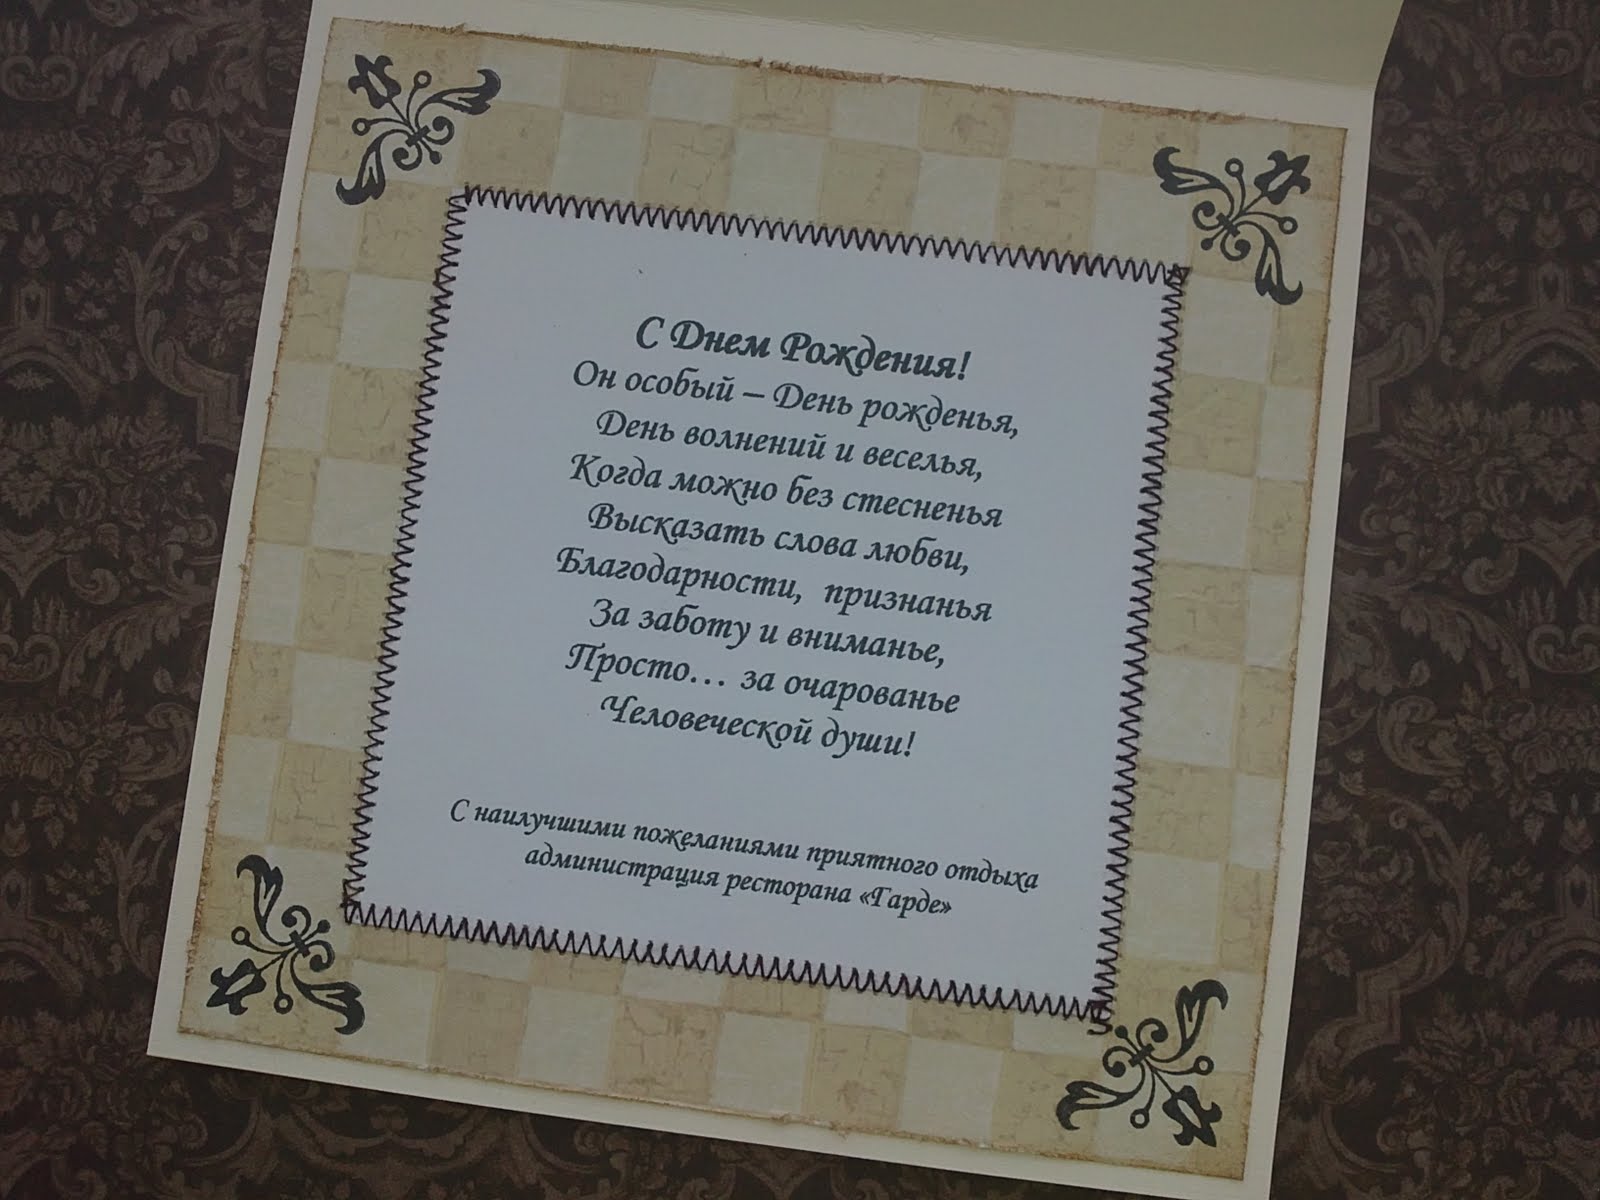 С Днем Рождения!
Он особый – День рожденья,
День волнений и веселья,
Когда можно без стесненья
Высказать слова любви,
Благодарности, признанья
За заботу и вниманье,
Просто... за очарованье
Человеческой души!
С наилучшими пожеланиями приятного отдыха
администрация ресторана «Гарде»